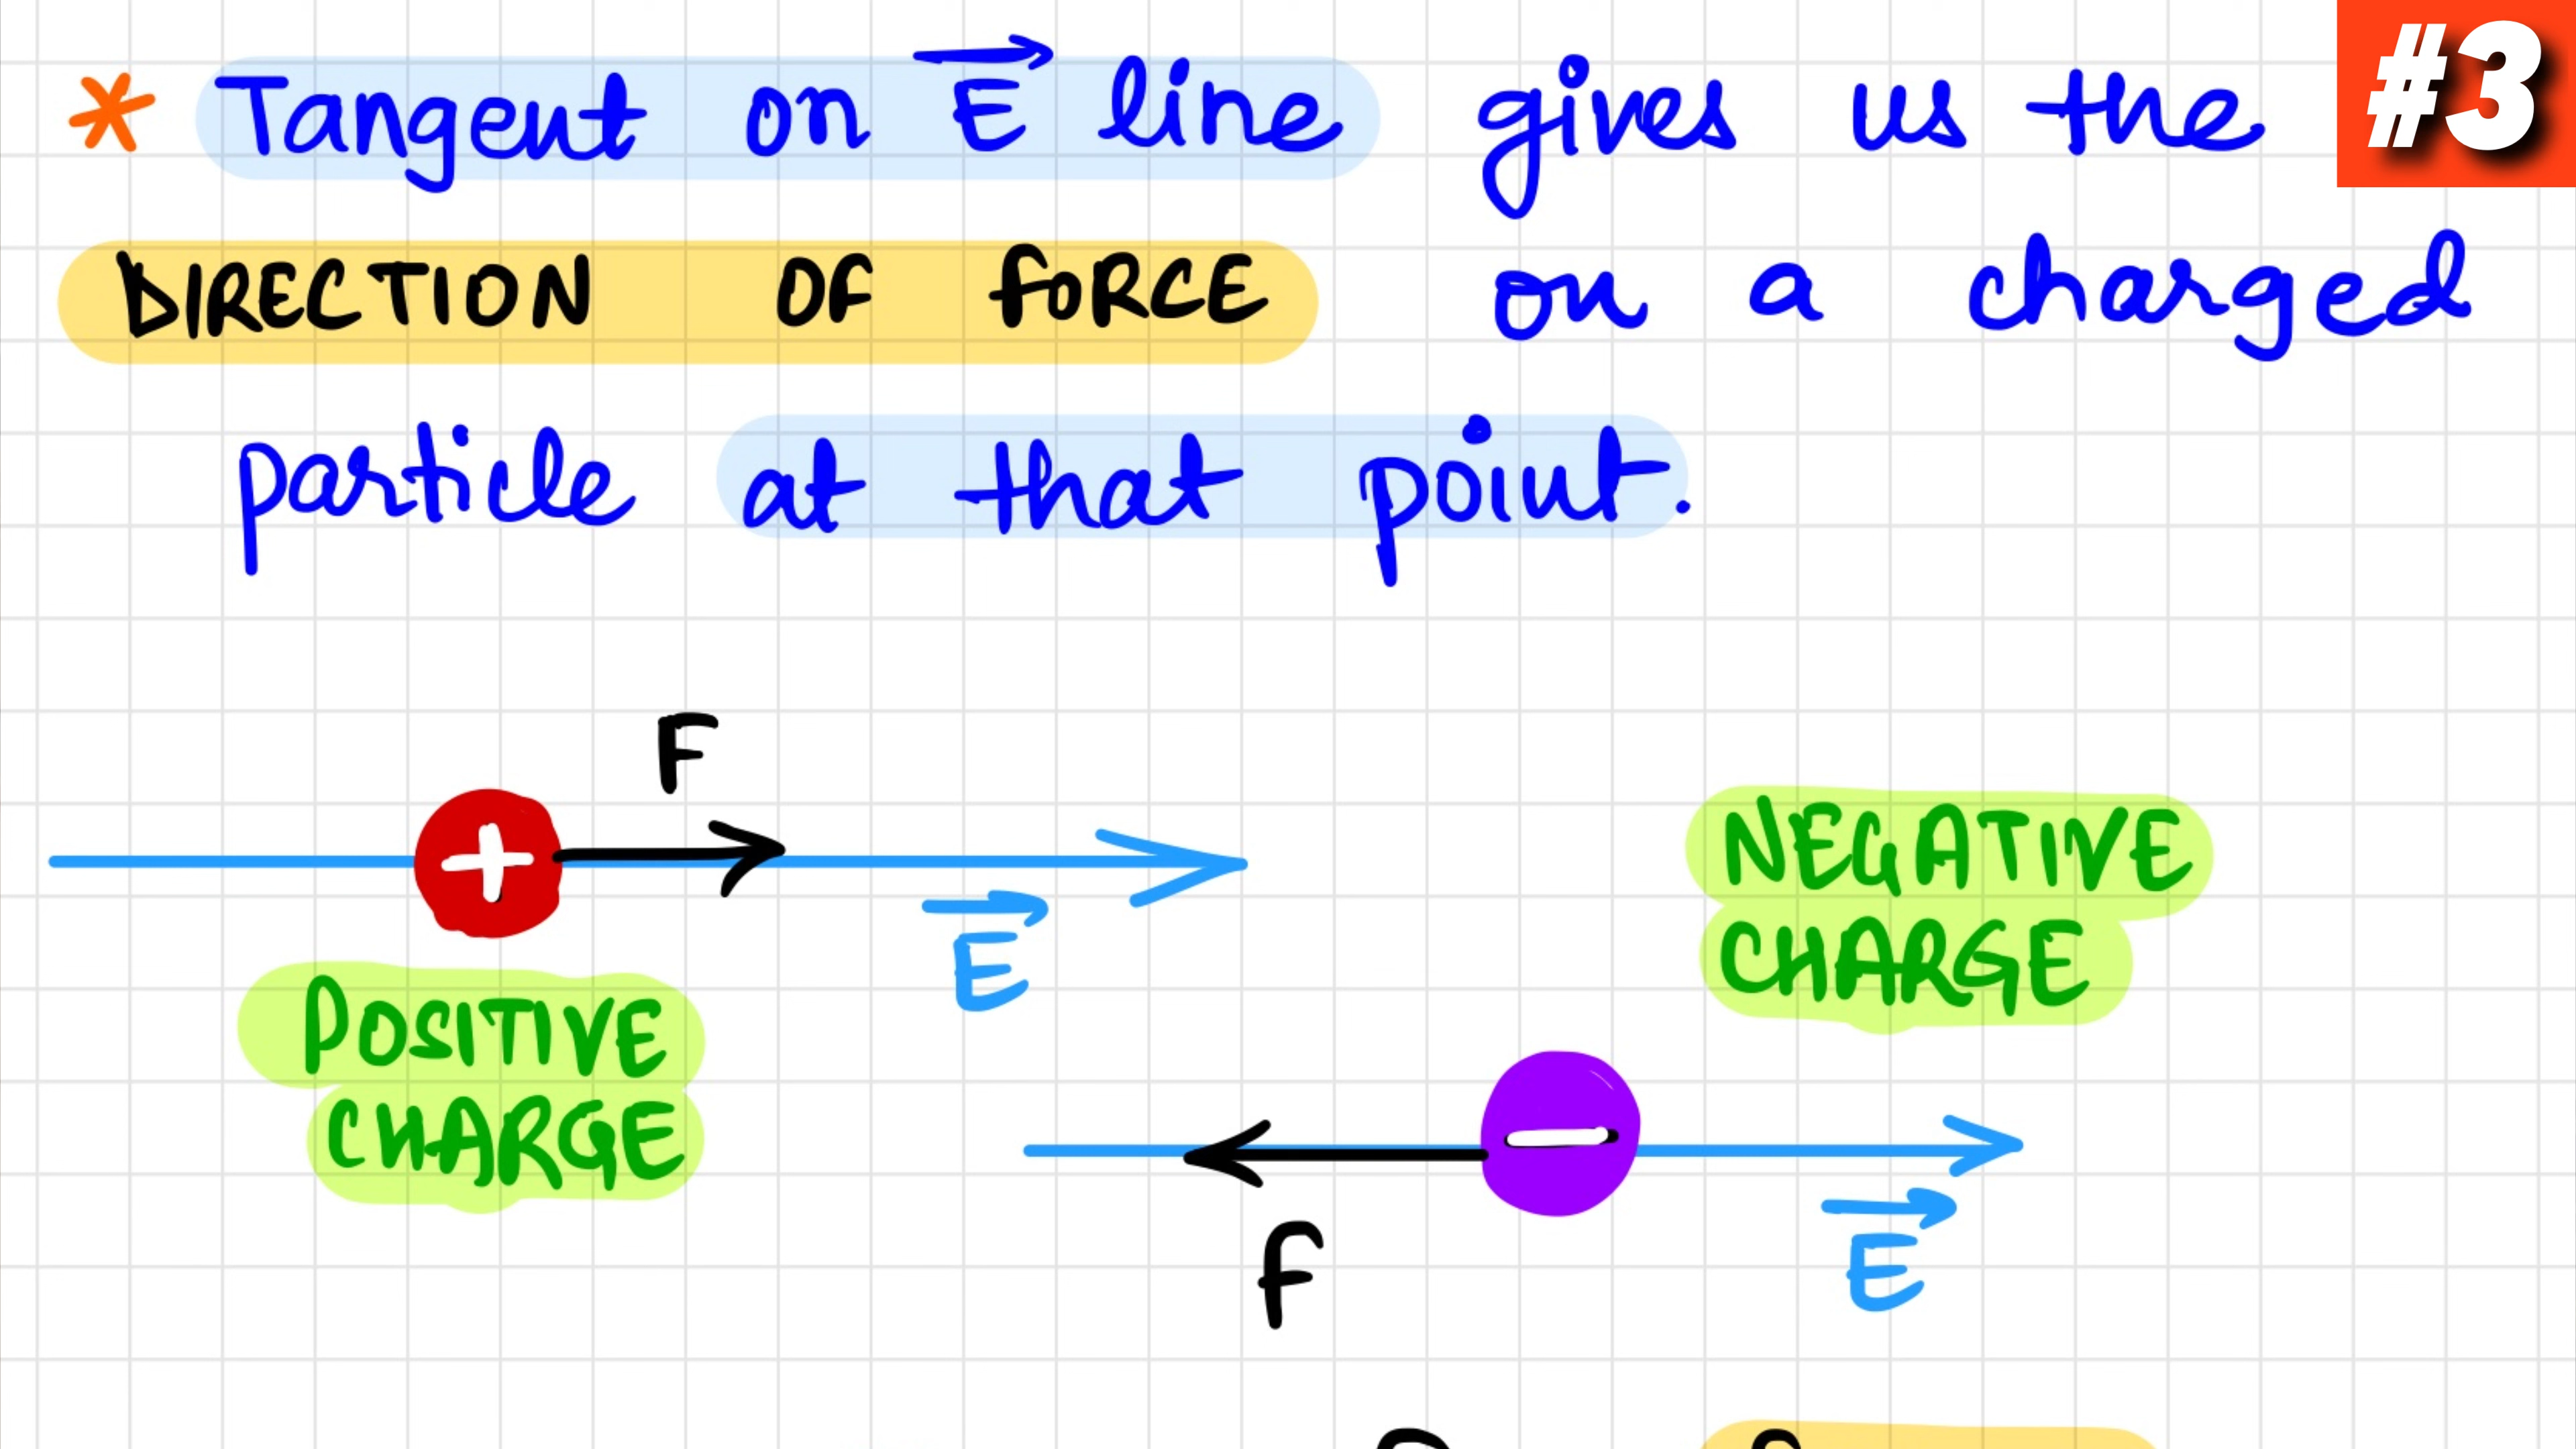 * Tangent on E line gives us the
#3
DIRECTION OF FORCE on a charged
particle at that point.
F
E
POSITIVE
CHARGE
NEGATIVE
CHARGE
F
E